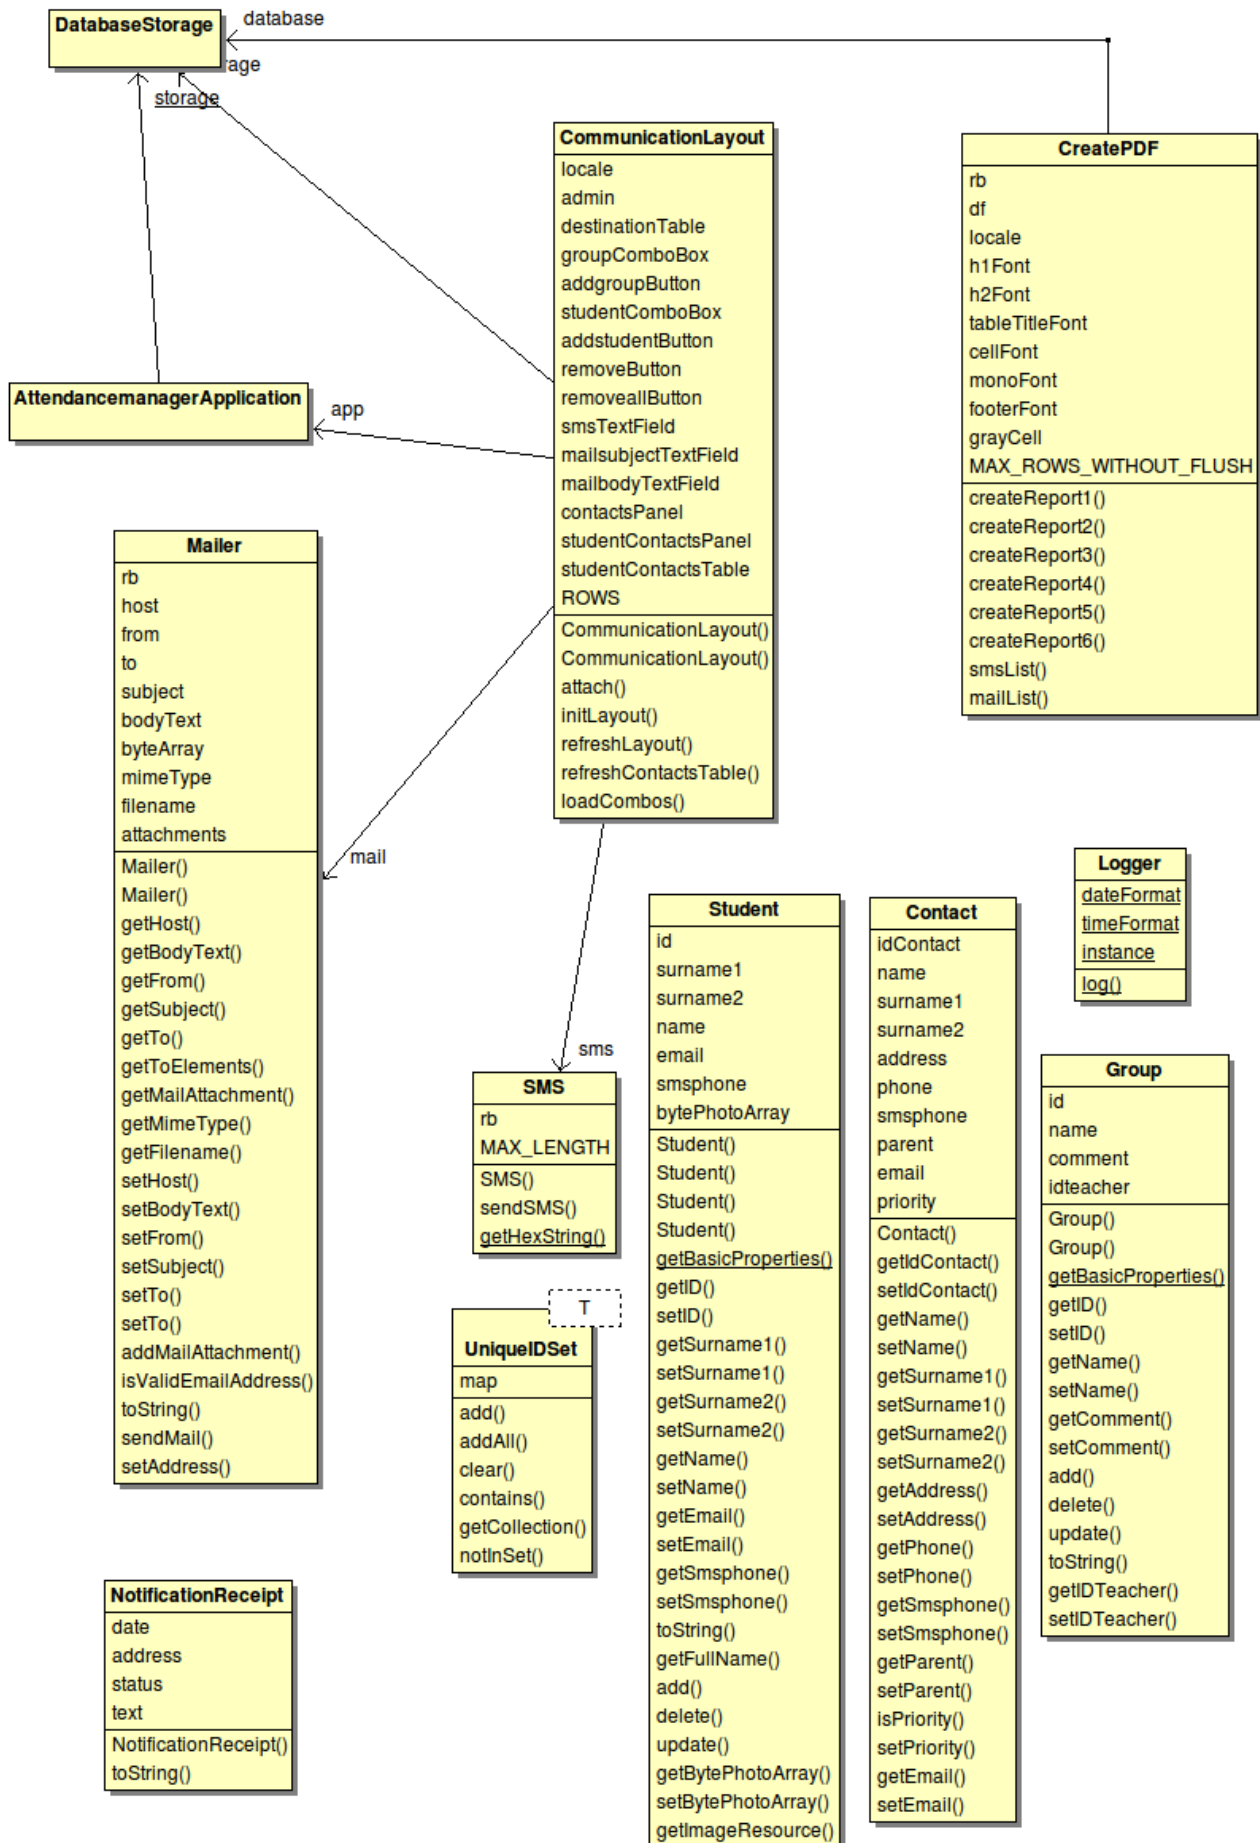 DatabaseStorage
database
rage
storage
AttendancemanagerApplication
app
CommunicationLayout
locale
admin
destinationTable
groupComboBox
addgroupButton
studentComboBox
addstudentButton
removeButton
removeallButton
smsTextField
mailsubjectTextField
mailbodyTextField
contactsPanel
studentContactsPanel
studentContactsTable
ROWS
CommunicationLayout()
CommunicationLayout()
attach()
initLayout()
refreshLayout()
refreshContactsTable()
loadCombos()
CreatePDF
rb
df
locale
h1Font
h2Font
tableTitleFont
cellFont
monoFont
footerFont
grayCell
MAX_ROWS_WITHOUT_FLUSH
createReport1()
createReport2()
createReport3()
createReport4()
createReport5()
createReport6()
smsList()
mailList()
Mailer
rb
host
from
to
subject
bodyText
byteArray
mimeType
filename
attachments
Mailer()
Mailer()
getHost()
getBodyText()
getFrom()
getSubject()
getTo()
getToElements()
getMailAttachment()
getMimeType()
getFilename()
setHost()
setBodyText()
setFrom()
setSubject()
setTo()
setTo()
addMailAttachment()
isValidEmailAddress()
toString()
sendMail()
setAddress()
mail
sms
SMS
rb
MAX_LENGTH
SMS()
sendSMS()
getHexString()
T
UniqueIDSet
map
add()
addAll()
clear()
contains()
getCollection()
notInSet()
Student
id
surname1
surname2
name
email
smsphone
bytePhotoArray
Student()
Student()
Student()
Student()
getBasicProperties()
getID()
setID()
getSurname1()
setSurname1()
getSurname2()
setSurname2()
getName()
setName()
getEmail()
setEmail()
getSmsphone()
setSmsphone()
toString()
getFullName()
add()
delete()
update()
getBytePhotoArray()
setBytePhotoArray()
getImageResource()
Contact
idContact
name
surname1
surname2
address
phone
smsphone
parent
email
priority
Contact()
getIdContact()
setIdContact()
getName()
setName()
getSurname1()
setSurname1()
getSurname2()
setSurname2()
getAddress()
setAddress()
getPhone()
setPhone()
getSmsphone()
setSmsphone()
getParent()
setParent()
isPriority()
setPriority()
getEmail()
setEmail()
Logger
dateFormat
timeFormat
instance
log()
Group
id
name
comment
idteacher
Group()
Group()
getBasicProperties()
getID()
setID()
getName()
setName()
getComment()
setComment()
add()
delete()
update()
toString()
getIDTeacher()
setIDTeacher()
NotificationReceipt
date
address
status
text
NotificationReceipt()
toString()